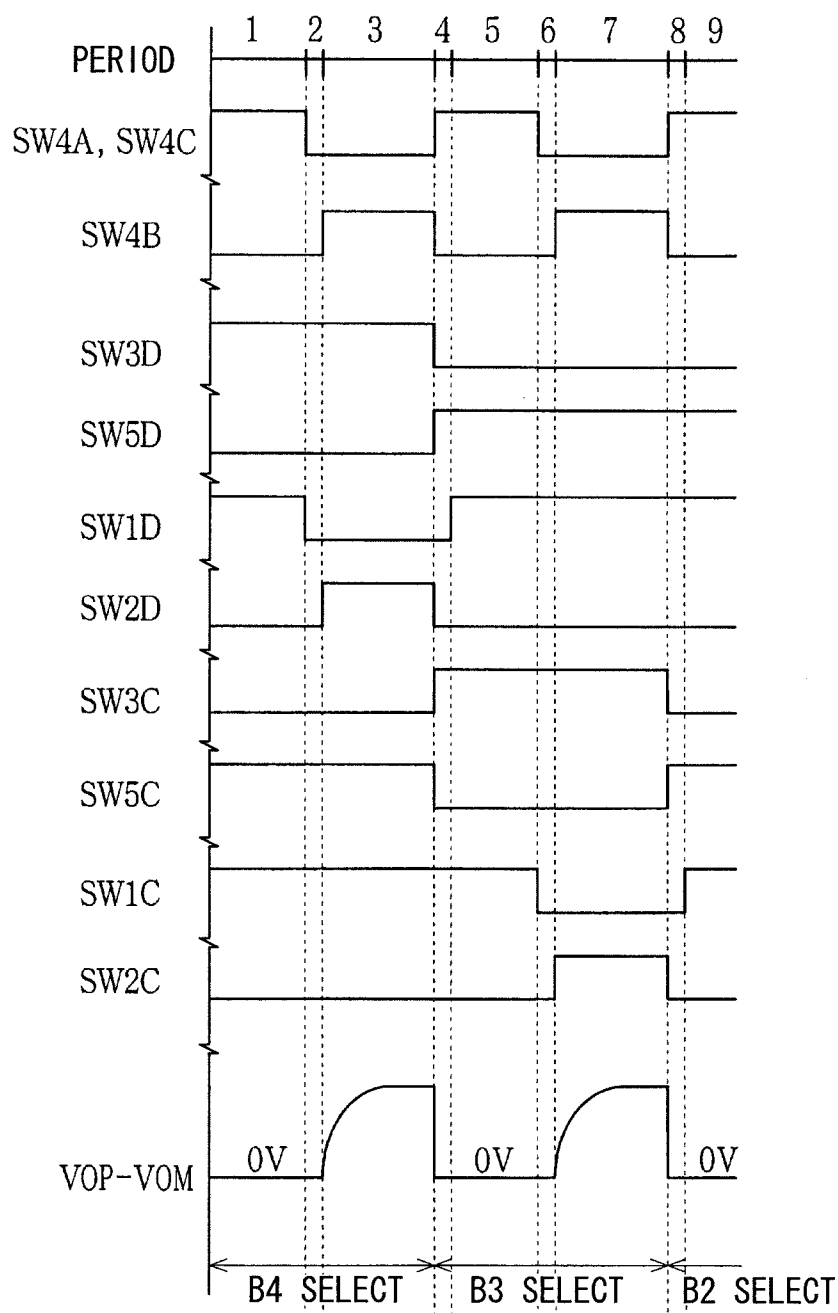 1 2 3 4 5 6 7 8 9
PERIOD
SW4A, SW4C
SW4B
SW3D
SW5D
SW1D
SW2D
SW3C
SW5C
SW1C
SW2C
0V 0V 0V
VOP-VOM
B4 SELECT B3 SELECT B2 SELECT